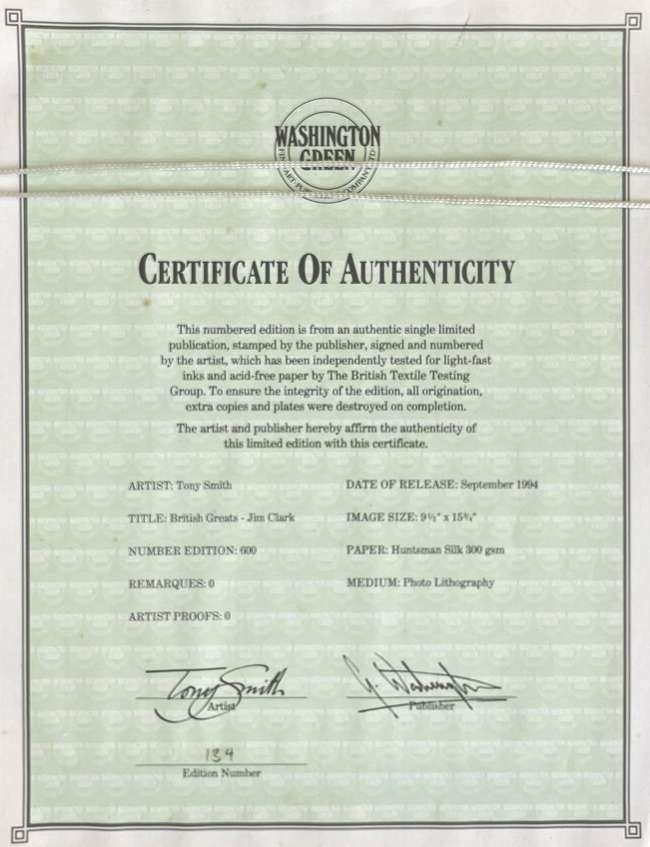 WASHINGTON
GREEN
CERTIFICATE OF AUTHENTICITY
This numbered edition is from an authentic single limited
publication, stamped by the publisher, signed and numbered
by the artist, which has been independently tested for light-fast
inks and acid-free paper by The British Textile Testing
Group. To ensure the integrity of the edition, all origination,
extra copies and plates were destroyed on completion.
The artist and publisher hereby affirm the authenticity of
this limited edition with this certificate.
ARTIST: Tony Smith
DATE OF RELEASE: September 1994
TITLE: British Greats - Jim Clark
IMAGE SIZE: 9½" x 15¾"
NUMBER EDITION: 600
PAPER: Huntsman Silk 300 gsm
REMARQUES: 0
MEDIUM: Photo Lithography
ARTIST PROOFS: 0
Tony Smith
G. Washington
Artist
Publisher
134
Edition Number